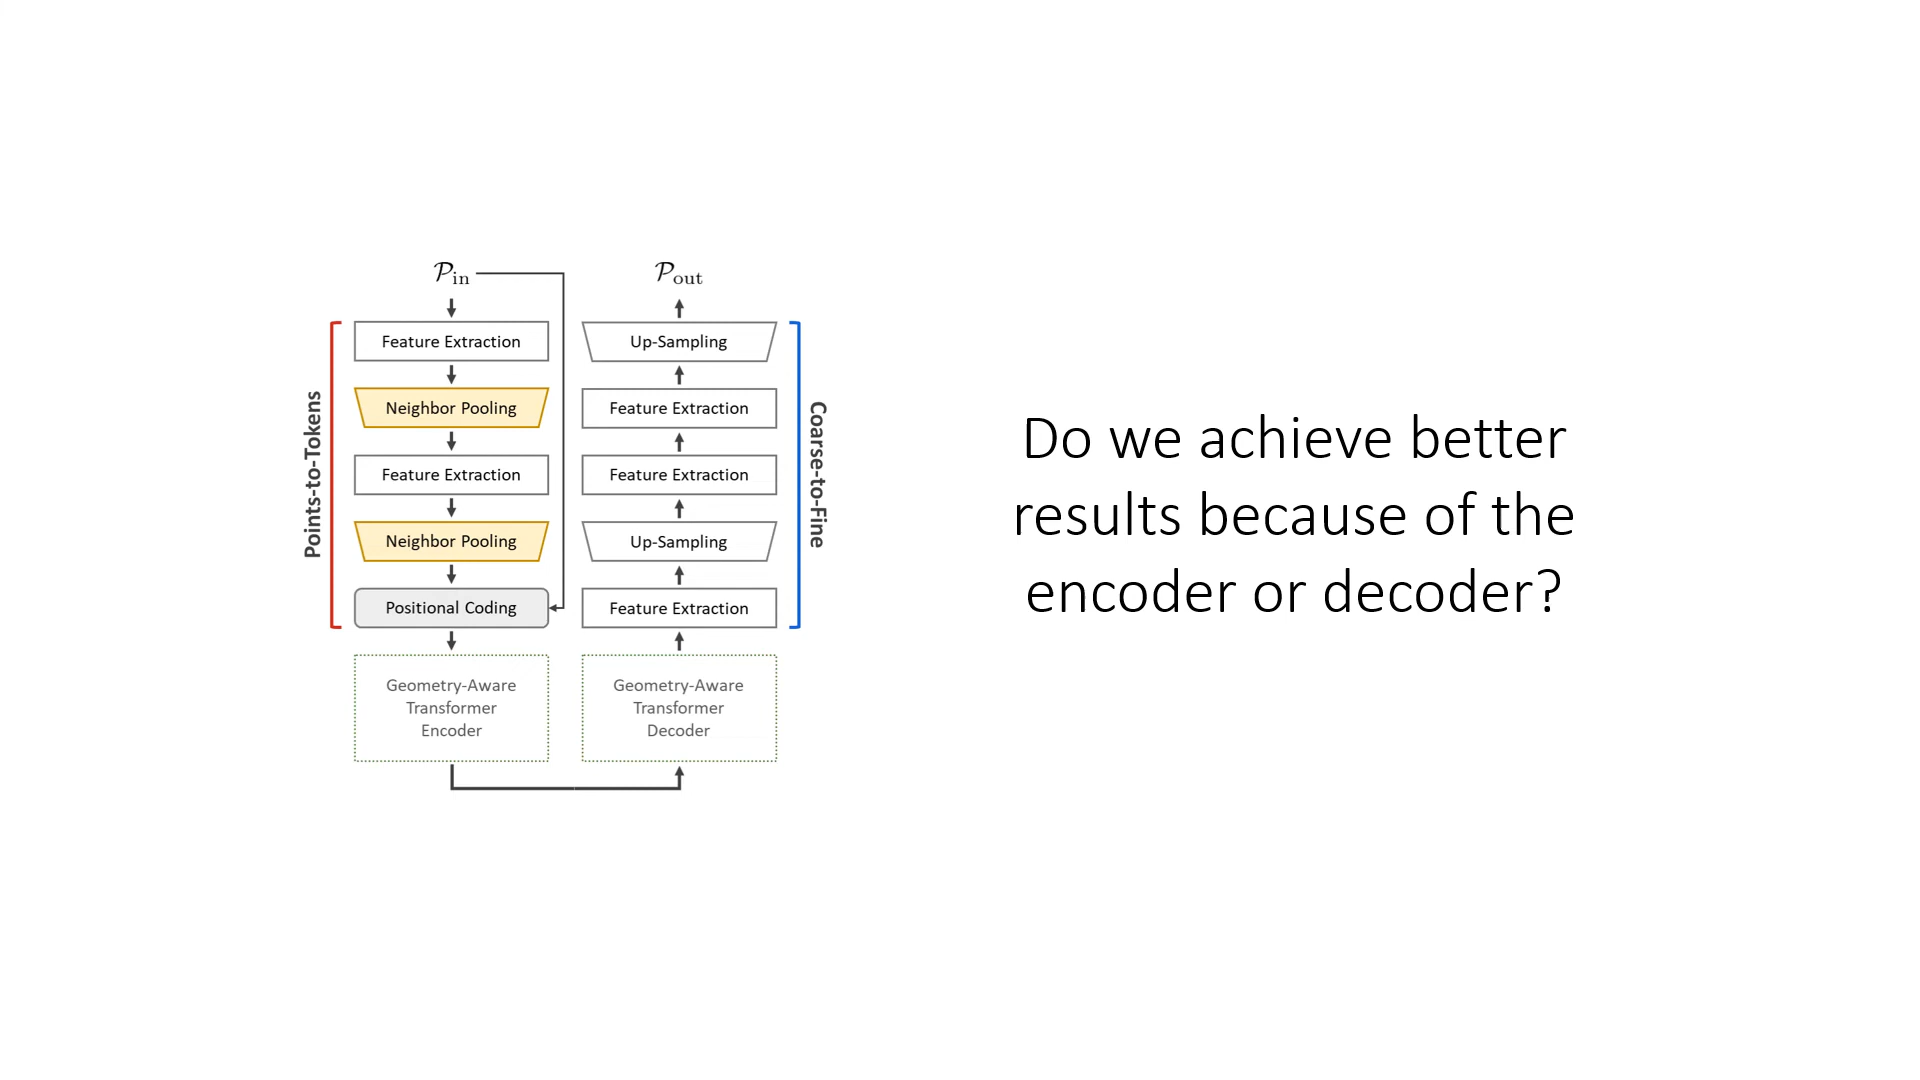 𝒫in
Feature Extraction
Neighbor Pooling
Feature Extraction
Neighbor Pooling
Positional Coding
Geometry-Aware
Transformer
Encoder
Points-to-Tokens
𝒫out
Up-Sampling
Feature Extraction
Feature Extraction
Up-Sampling
Feature Extraction
Geometry-Aware
Transformer
Decoder
Coarse-to-Fine
Do we achieve better
results because of the
encoder or decoder?